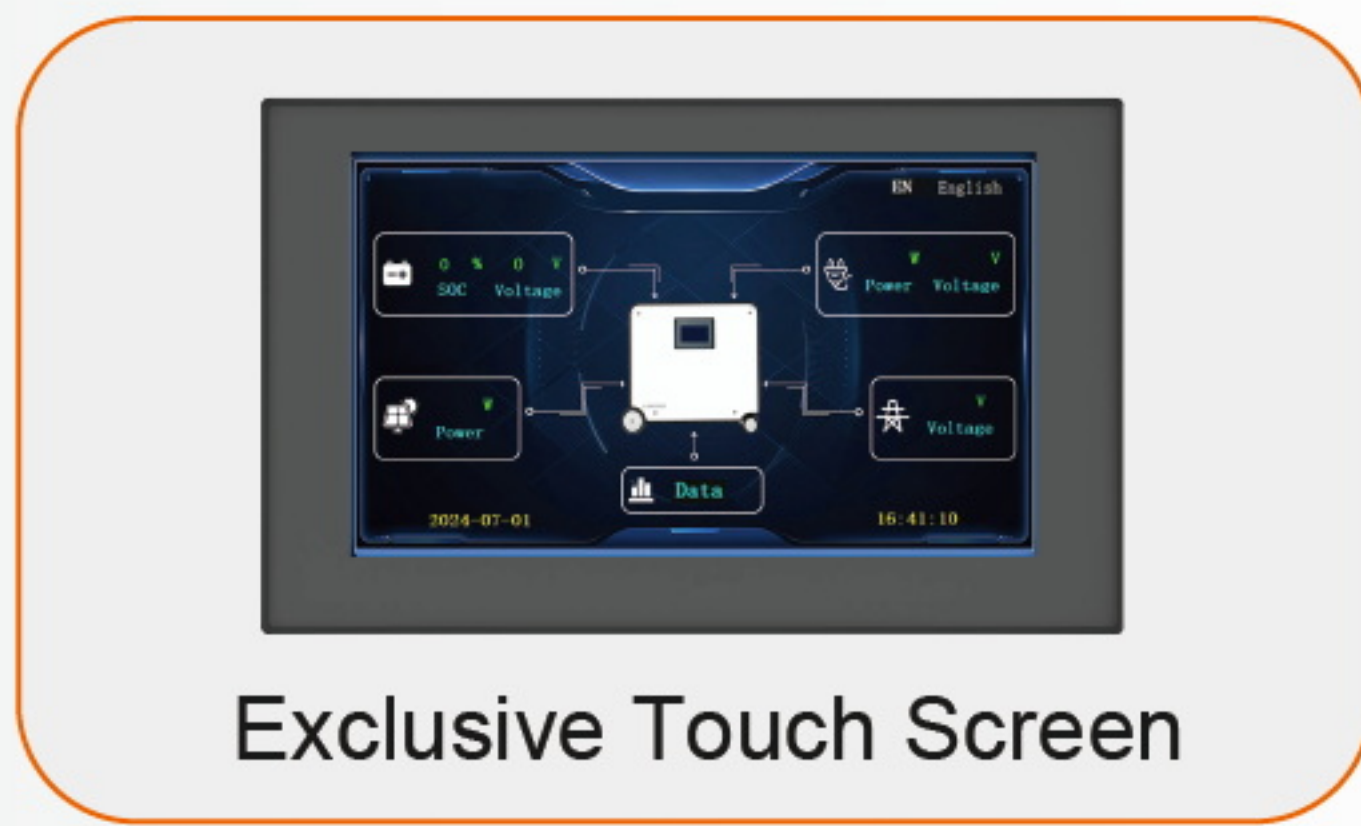 EN English
0 % 0 V
SOC Voltage
W V
Power Voltage
W
Power
V
Voltage
Data
2024-07-01
16:41:10
Exclusive Touch Screen